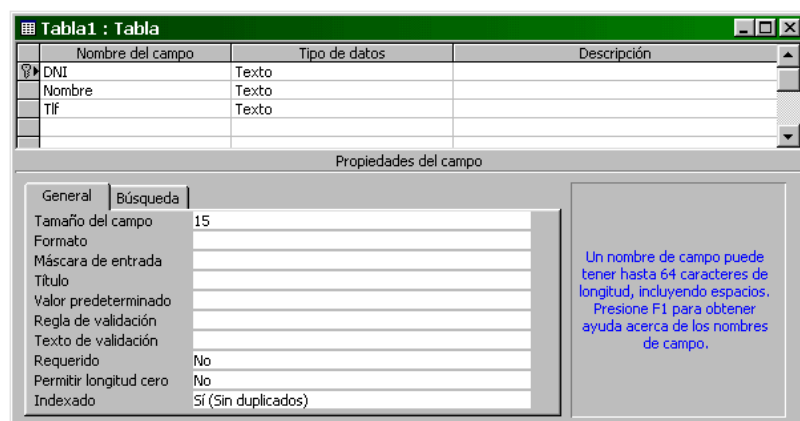 Tabla1 : Tabla
Nombre del campo Tipo de datos Descripción
DNI Texto
Nombre Texto
Tlf Texto
Propiedades del campo
General Búsqueda
Tamaño del campo 15
Formato
Máscara de entrada
Título
Valor predeterminado
Regla de validación
Texto de validación
Requerido No
Permitir longitud cero No
Indexado Sí (Sin duplicados)
Un nombre de campo puede
tener hasta 64 caracteres de
longitud, incluyendo espacios.
Presione F1 para obtener
ayuda acerca de los nombres
de campo.